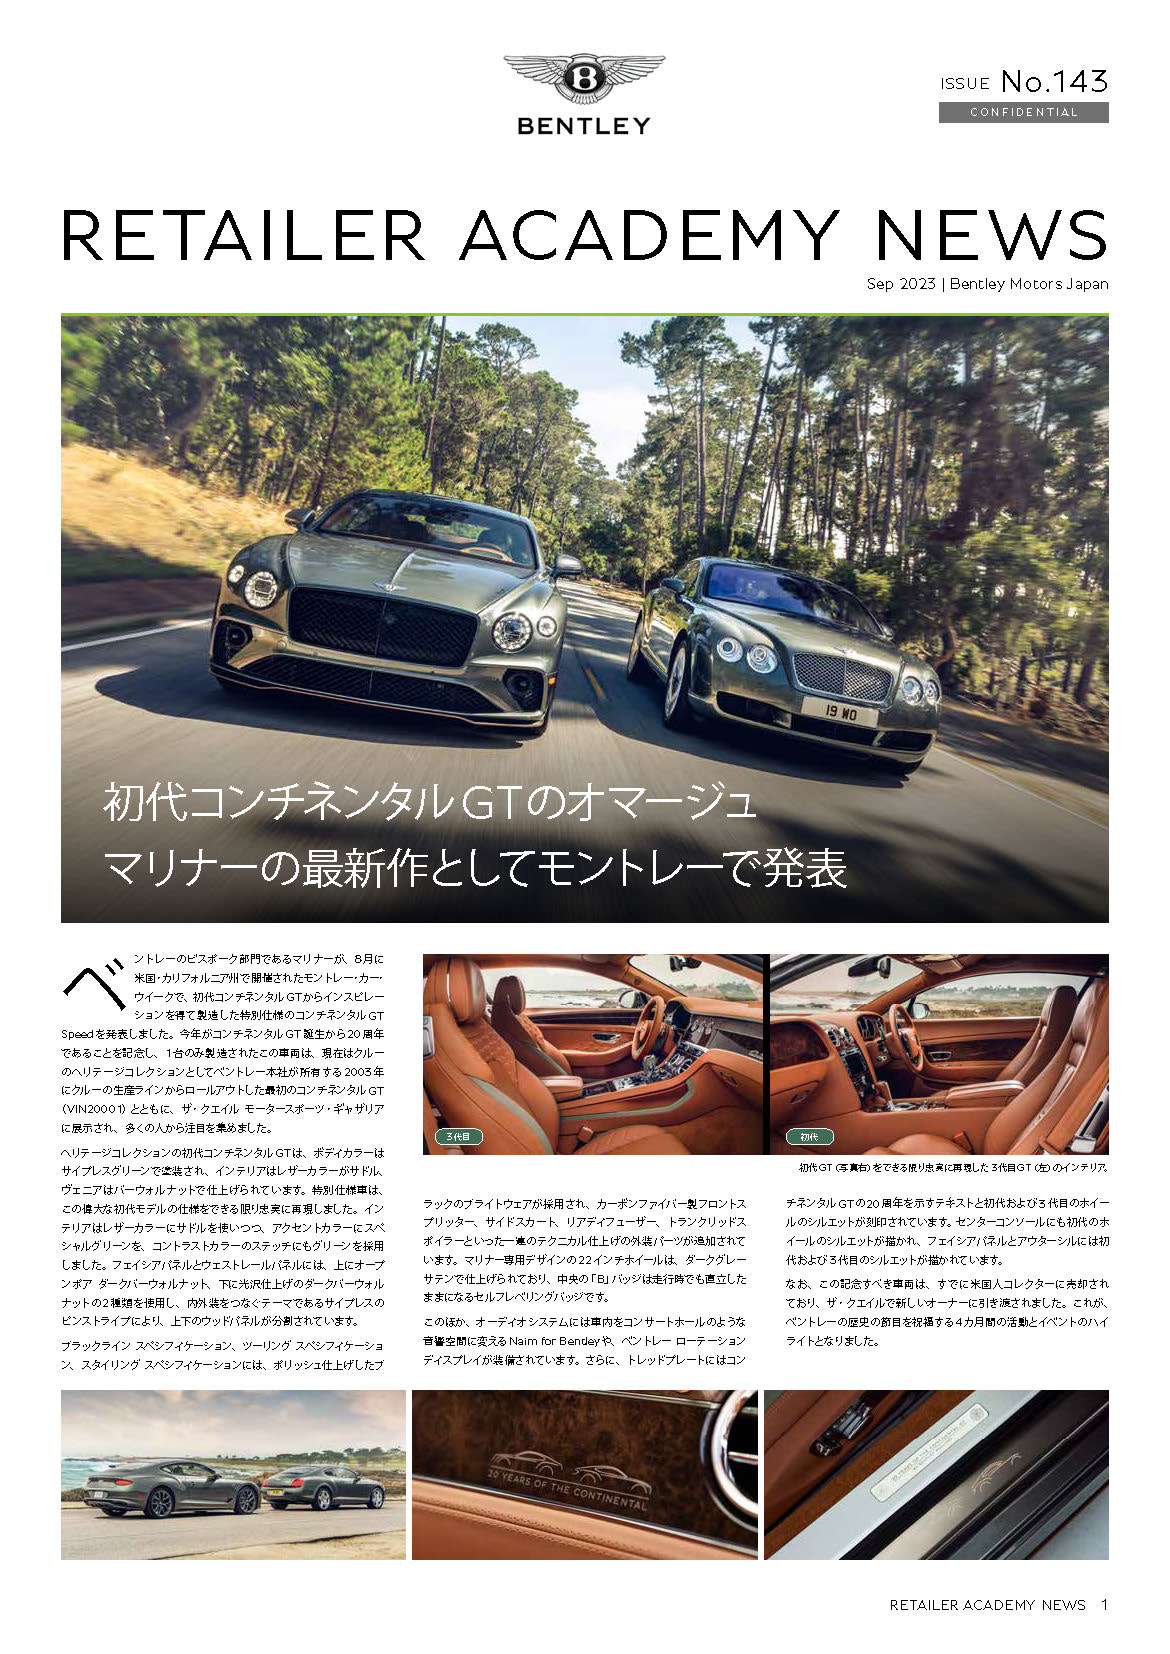 BENTLEY
ISSUE No.143
CONFIDENTIAL
RETAILER ACADEMY NEWS
Sep 2023 | Bentley Motors Japan
19 WO
初代コンチネンタルGTのオマージュ
マリナーの最新作としてモントレーで発表
ベントレーのビスポーク部門であるマリナーが、8月に
米国・カリフォルニア州で開催されたモントレー・カー・
ウイークで、初代コンチネンタルGTからインスピレー
ションを得て製造した特別仕様のコンチネンタルGT
Speedを発表しました。今年がコンチネンタルGT誕生から20周年
であることを記念し、1台のみ製造されたこの車両は、現在はクルー
のヘリテージコレクションとしてベントレー本社が所有する2003年
にクルーの生産ラインからロールアウトした最初のコンチネンタルGT
（VIN20001）とともに、ザ・クエイル モータースポーツ・ギャザリア
に展示され、多くの人から注目を集めました。
ヘリテージコレクションの初代コンチネンタルGTは、ボディカラーは
サイプレスグリーンで塗装され、インテリアはレザーカラーがサドル、
ヴェニアはバーウォルナットで仕上げられています。特別仕様車は、
この偉大な初代モデルの仕様をできる限り忠実に再現しました。イン
テリアはレザーカラーにサドルを使いつつ、アクセントカラーにスペ
シャルグリーンを、コントラストカラーのステッチにもグリーンを採用
しました。フェイシアパネルとウェストレールパネルには、上にオープ
ンポア ダークバーウォルナット、下に光沢仕上げのダークバーウォル
ナットの2種類を使用し、内外装をつなぐテーマであるサイプレスの
ピンストライプにより、上下のウッドパネルが分割されています。
ブラックライン スペシフィケーション、ツーリング スペシフィケーショ
ン、スタイリング スペシフィケーションには、ポリッシュ仕上げしたブ
3代目
初代
初代GT（写真右）をできる限り忠実に再現した3代目GT（左）のインテリア。
ラックのブライトウェアが採用され、カーボンファイバー製フロントス
プリッター、サイドスカート、リアディフューザー、トランクリッドス
ポイラーといった一連のテクニカル仕上げの外装パーツが追加されて
います。マリナー専用デザインの22インチホイールは、ダークグレー
サテンで仕上げられており、中央の「B」バッジは走行時でも直立した
ままになるセルフレベリングバッジです。
このほか、オーディオシステムには車内をコンサートホールのような
音響空間に変えるNaim for Bentleyや、ベントレー ローテーション
ディスプレイが装備されています。さらに、トレッドプレートにはコン
チネンタルGTの20周年を示すテキストと初代および3代目のホイー
ルのシルエットが刻印されています。センターコンソールにも初代のホ
イールのシルエットが描かれ、フェイシアパネルとアウターシルには初
代および3代目のシルエットが描かれています。
なお、この記念すべき車両は、すでに米国人コレクターに売却され
ており、ザ・クエイルで新しいオーナーに引き渡されました。これが、
ベントレーの歴史の節目を祝福する4カ月間の活動とイベントのハイ
ライトとなりました。
20 YEARS OF THE CONTINENTAL
20 YEARS OF THE CONTINENTAL GT
RETAILER ACADEMY NEWS 1